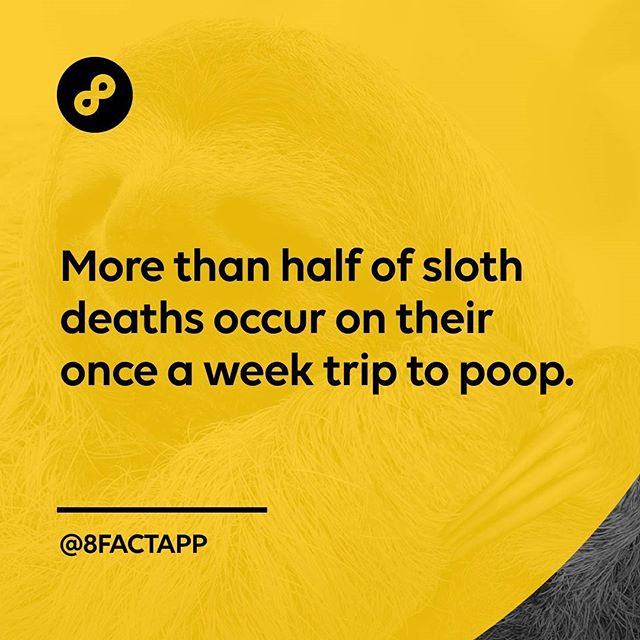 More than half of sloth
deaths occur on their
once a week trip to poop.
@8FACTAPP